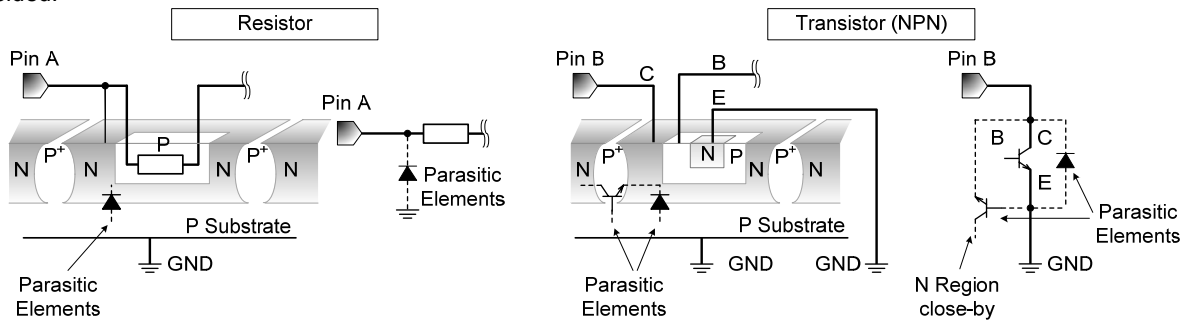 Resistor
Transistor (NPN)
Pin A
Pin A
N
P+
N
P
N
P+
N
Parasitic
Elements
P Substrate
GND
Parasitic
Elements
Pin B
C
B
E
N
P+
N
N
P
N
P+
N
P Substrate
GND
GND
Parasitic
Elements
Pin B
B
C
E
Parasitic
Elements
GND
N Region
close-by